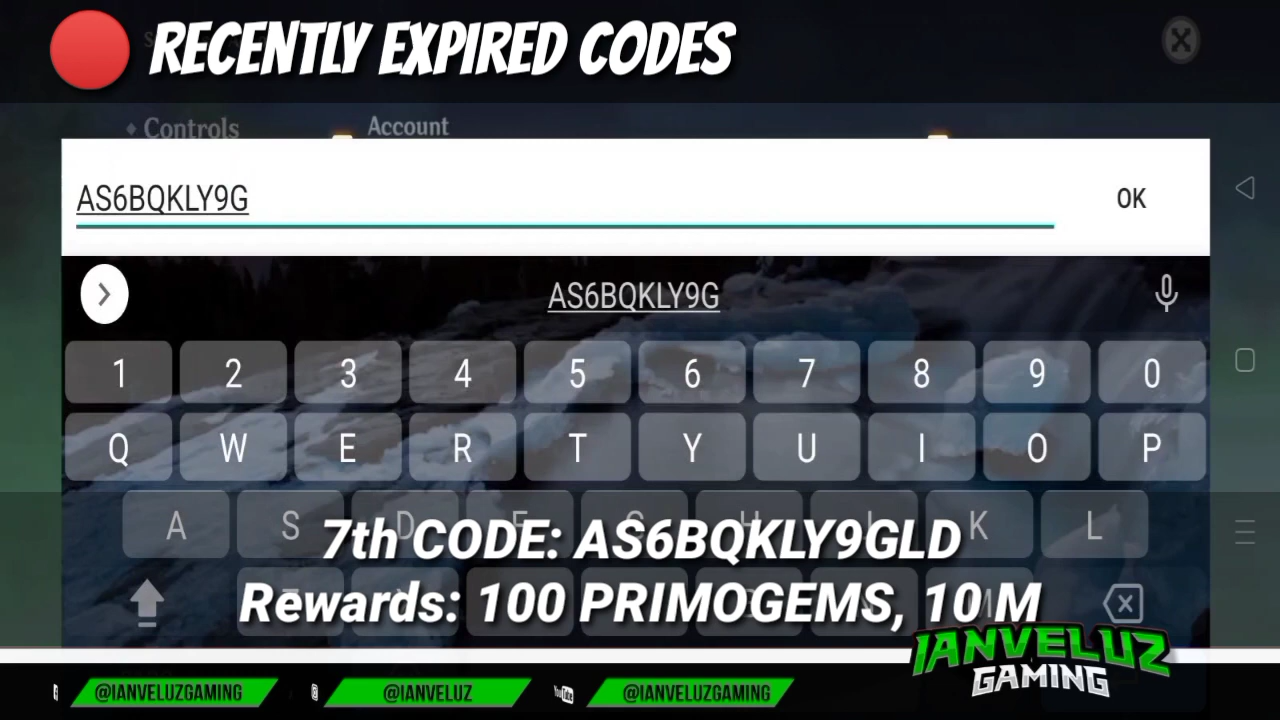 RECENTLY EXPIRED CODES
Controls
Account
AS6BQKLY9G
OK
AS6BQKLY9G
1 2 3 4 5 6 7 8 9 0
Q W E R T Y U I O P
A S D F G H J K L
7th CODE: AS6BQKLY9GLD
Rewards: 100 PRIMOGEMS, 10 M
IANVELUZ
GAMING
@IANVELUZGAMING
@IANVELUZ
YouTube
@IANVELUZGAMING